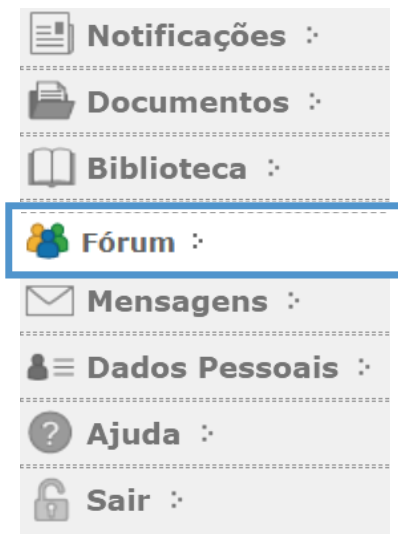 Notificações
Documentos
Biblioteca
Fórum
Mensagens
Dados Pessoais
Ajuda
Sair